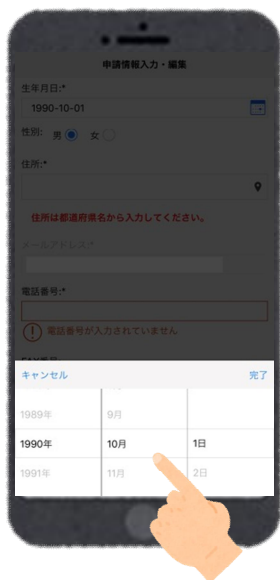 申請情報入力・編集
生年月日:*
1990-10-01
性別: 男 女
住所:*
住所は都道府県名から入力してください。
メールアドレス:*
電話番号:*
! 電話番号が入力されていません
FAX番号
キャンセル 完了
1989年 9月
1990年 10月 1日
1991年 11月 2日